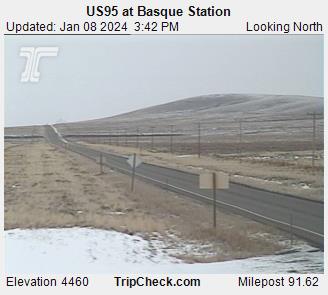 US95 at Basque Station
Updated: Jan 08 2024 3:42 PM Looking North
Elevation 4460 TripCheck.com Milepost 91.62